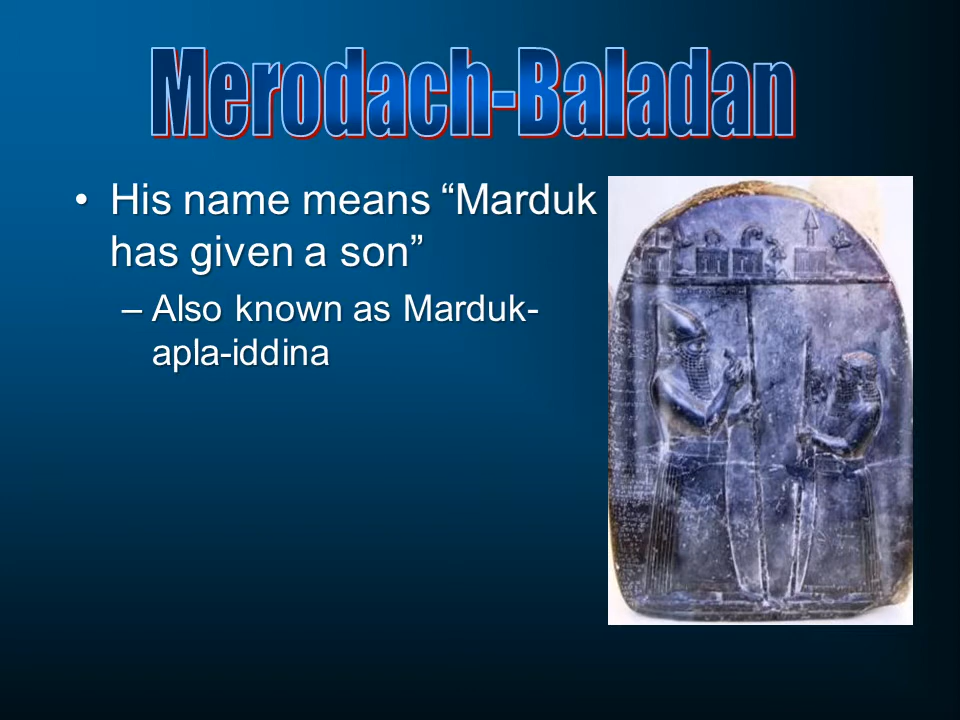 Merodach-Baladan
• His name means “Marduk
has given a son”
– Also known as Marduk-
apla-iddina